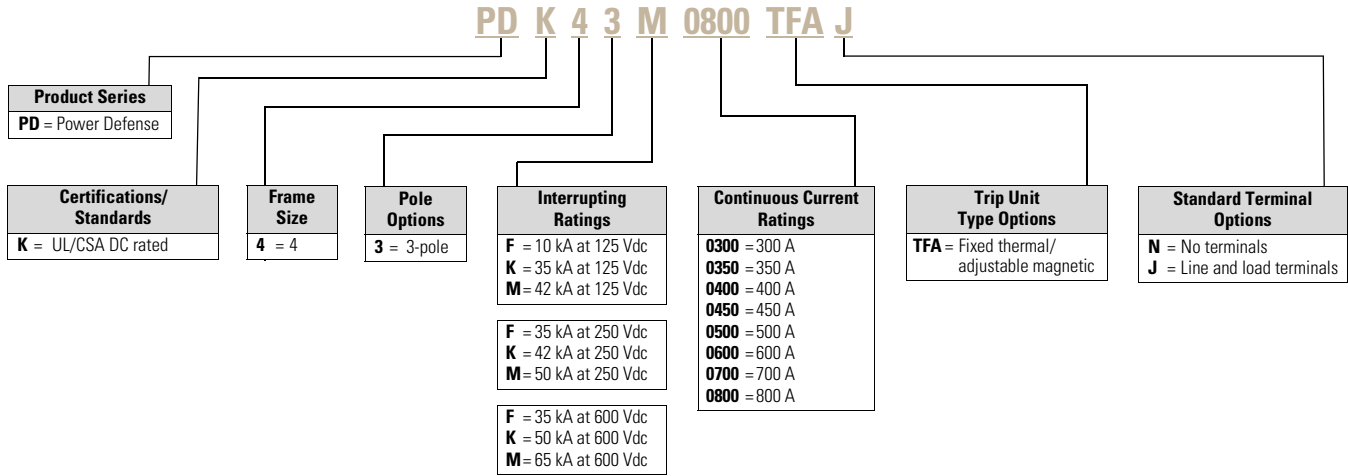 PD K 4 3 M 0800 TFA J
Product Series
PD = Power Defense
Certifications/
Standards
K = UL/CSA DC rated
Frame
Size
4 = 4
Pole
Options
3 = 3-pole
Interrupting
Ratings
F = 10 kA at 125 Vdc
K = 35 kA at 125 Vdc
M = 42 kA at 125 Vdc
F = 35 kA at 250 Vdc
K = 42 kA at 250 Vdc
M = 50 kA at 250 Vdc
F = 35 kA at 600 Vdc
K = 50 kA at 600 Vdc
M = 65 kA at 600 Vdc
Continuous Current
Ratings
0300 = 300 A
0350 = 350 A
0400 = 400 A
0450 = 450 A
0500 = 500 A
0600 = 600 A
0700 = 700 A
0800 = 800 A
Trip Unit
Type Options
TFA = Fixed thermal/
adjustable magnetic
Standard Terminal
Options
N = No terminals
J = Line and load terminals